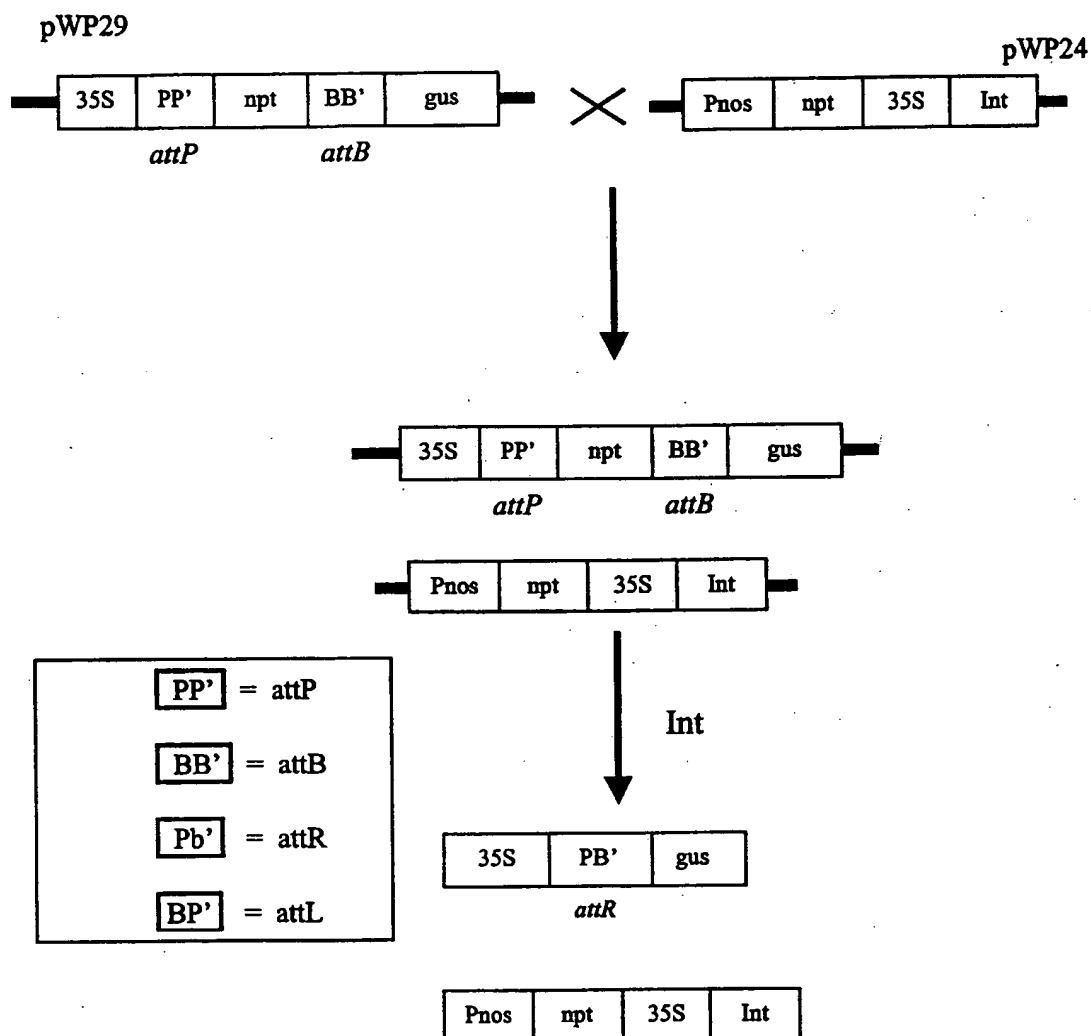 pWP29
pWP24
35S PP' npt BB' gus
Pnos npt 35S Int
attP attB
35S PP' npt BB' gus
attP attB
Pnos npt 35S Int
PP' = attP
BB' = attB
Pb' = attR
BP' = attL
Int
35S PB' gus
attR
Pnos npt 35S Int